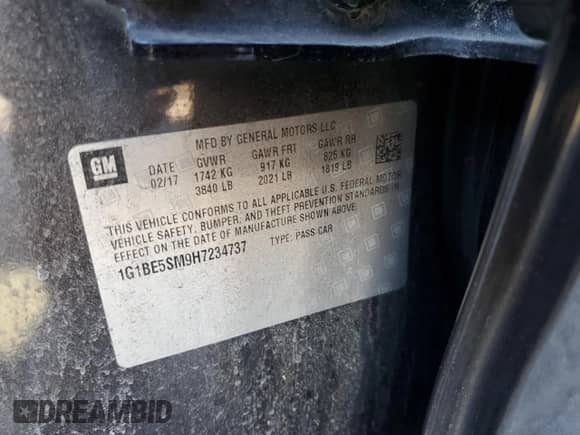 MFD BY GENERAL MOTORS LLC
GM
DATE GVWR GAWR FRT GAWR RR
02/17 1742 KG 917 KG 825 KG
3840 LB 2021 LB 1819 LB
THIS VEHICLE CONFORMS TO ALL APPLICABLE U.S. FEDERAL MOTOR
VEHICLE SAFETY, BUMPER, AND THEFT PREVENTION STANDARDS IN
EFFECT ON THE DATE OF MANUFACTURE SHOWN ABOVE.
1G1BE5SM9H7234737 TYPE: PASS CAR
DREAMBID